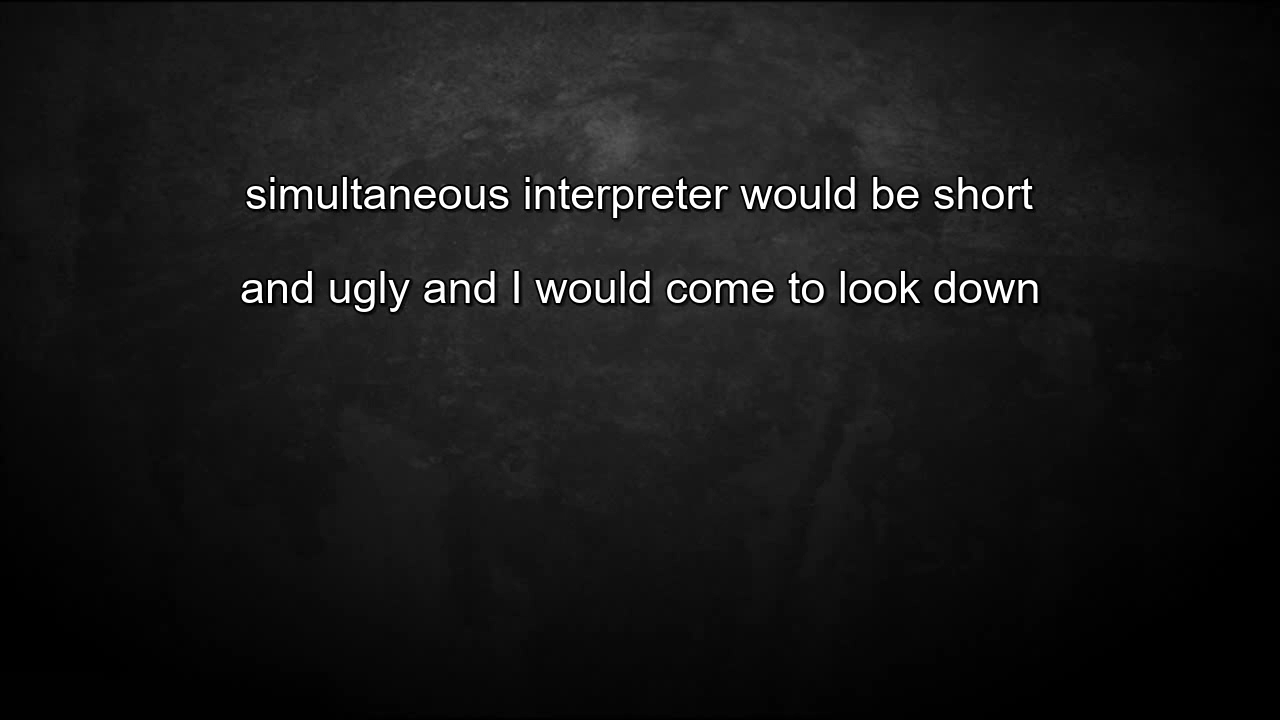 simultaneous interpreter would be short
and ugly and I would come to look down